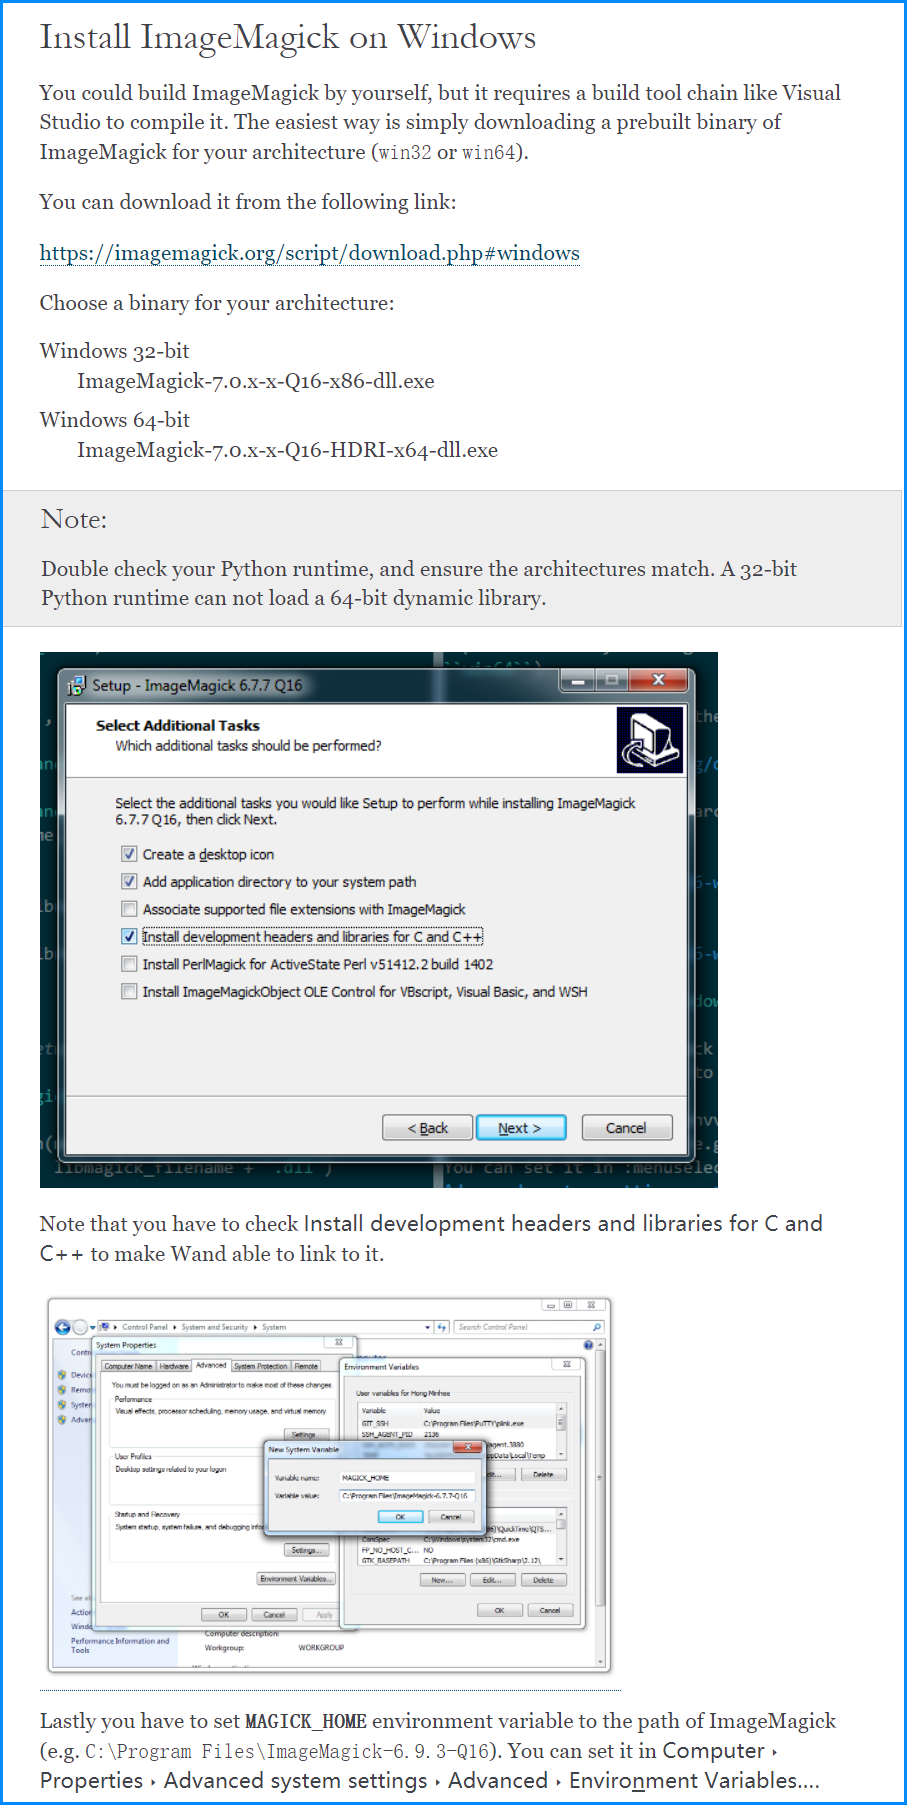 Install ImageMagick on Windows
You could build ImageMagick by yourself, but it requires a build tool chain like Visual
Studio to compile it. The easiest way is simply downloading a prebuilt binary of
ImageMagick for your architecture (win32 or win64).
You can download it from the following link:
https://imagemagick.org/script/download.php#windows
Choose a binary for your architecture:
Windows 32-bit
ImageMagick-7.0.x-x-Q16-x86-dll.exe
Windows 64-bit
ImageMagick-7.0.x-x-Q16-HDRI-x64-dll.exe
Note:
Double check your Python runtime, and ensure the architectures match. A 32-bit
Python runtime can not load a 64-bit dynamic library.
Setup - ImageMagick 6.7.7 Q16
Select Additional Tasks
Which additional tasks should be performed?
Select the additional tasks you would like Setup to perform while installing ImageMagick
6.7.7 Q16, then click Next.
Create a desktop icon
Add application directory to your system path
Associate supported file extensions with ImageMagick
Install development headers and libraries for C and C++
Install PerlMagick for ActiveState Perl v51412.2 build 1402
Install ImageMagickObject OLE Control for VBscript, Visual Basic, and WSH
< Back Next > Cancel
libmagick_filename + '.dll')
You can set it in :menuselec
Note that you have to check Install development headers and libraries for C and
C++ to make Wand able to link to it.
Control Panel ▸ System and Security ▸ System
Search Control Panel
System Properties
Computer Name Hardware Advanced System Protection Remote
You must be logged on as an Administrator to make most of these changes.
Performance
Visual effects, processor scheduling, memory usage, and virtual memory
Settings...
User Profiles
Desktop settings related to your logon
Startup and Recovery
System startup, system failure, and debugging
Settings...
Environment Variables...
OK Cancel Apply
Environment Variables
User variables for Hong Minhee
Variable Value
GIT_SSH C:\Program Files\PuTTY\plink.exe
SSH_AGENT_PID 2136
agent.3880
ppData\Local\Temp
Delete
New System Variable
Variable name: MAGICK_HOME
Variable value: C:\Program Files\ImageMagick-6.7.7-Q16
OK Cancel
86)\QuickTime\QTS...
ComSpec C:\Windows\system32\cmd.exe
FP_NO_HOST_C... NO
GTK_BASEPATH C:\Program Files (x86)\GtkSharp\2.12\
New... Edit... Delete
OK Cancel
Performance Information and
Tools
Computer description:
Workgroup: WORKGROUP
Lastly you have to set MAGICK_HOME environment variable to the path of ImageMagick
(e.g. C:\Program Files\ImageMagick-6.9.3-Q16). You can set it in Computer ‣
Properties ‣ Advanced system settings ‣ Advanced ‣ Environment Variables....